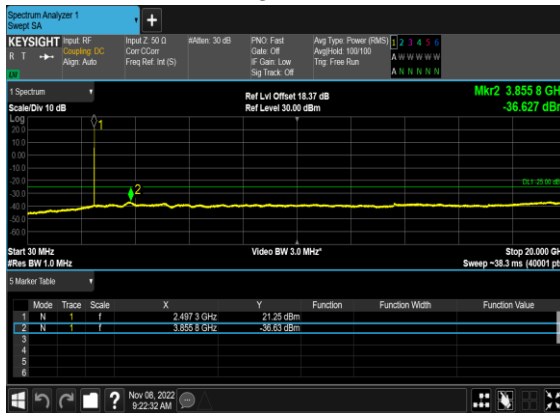 Spectrum Analyzer 1
Swept SA
+
KEYSIGHT Input: RF Input Z: 50 Ω #Atten: 30 dB PNO: Fast Avg Type: Power (RMS) 1 2 3 4 5 6
R T Coupling: DC Corr CCorr Gate: Off Avg|Hold: 100/100 A W W W W W
Align: Auto Freq Ref: Int (S) IF Gain: Low Trig: Free Run
Sig Track: Off A N N N N N
1 Spectrum Ref Lvl Offset 18.37 dB Mkr2 3.855 8 GH
Scale/Div 10 dB Ref Level 30.00 dBm -36.627 dBr
Log
20.0
10.0
0.00
-10.0
-20.0
-30.0
-40.0
-50.0
-60.0
1
2
Start 30 MHz Video BW 3.0 MHz* Stop 20.000 GH
#Res BW 1.0 MHz Sweep ~38.3 ms (40001 pt
5 Marker Table
Mode Trace Scale X Y Function Function Width Function Value
1 N 1 f 2.497 3 GHz 21.25 dBm
2 N 1 f 3.855 8 GHz -36.63 dBm
3
4
5
6
? Nov 08, 2022
9:22:32 AM